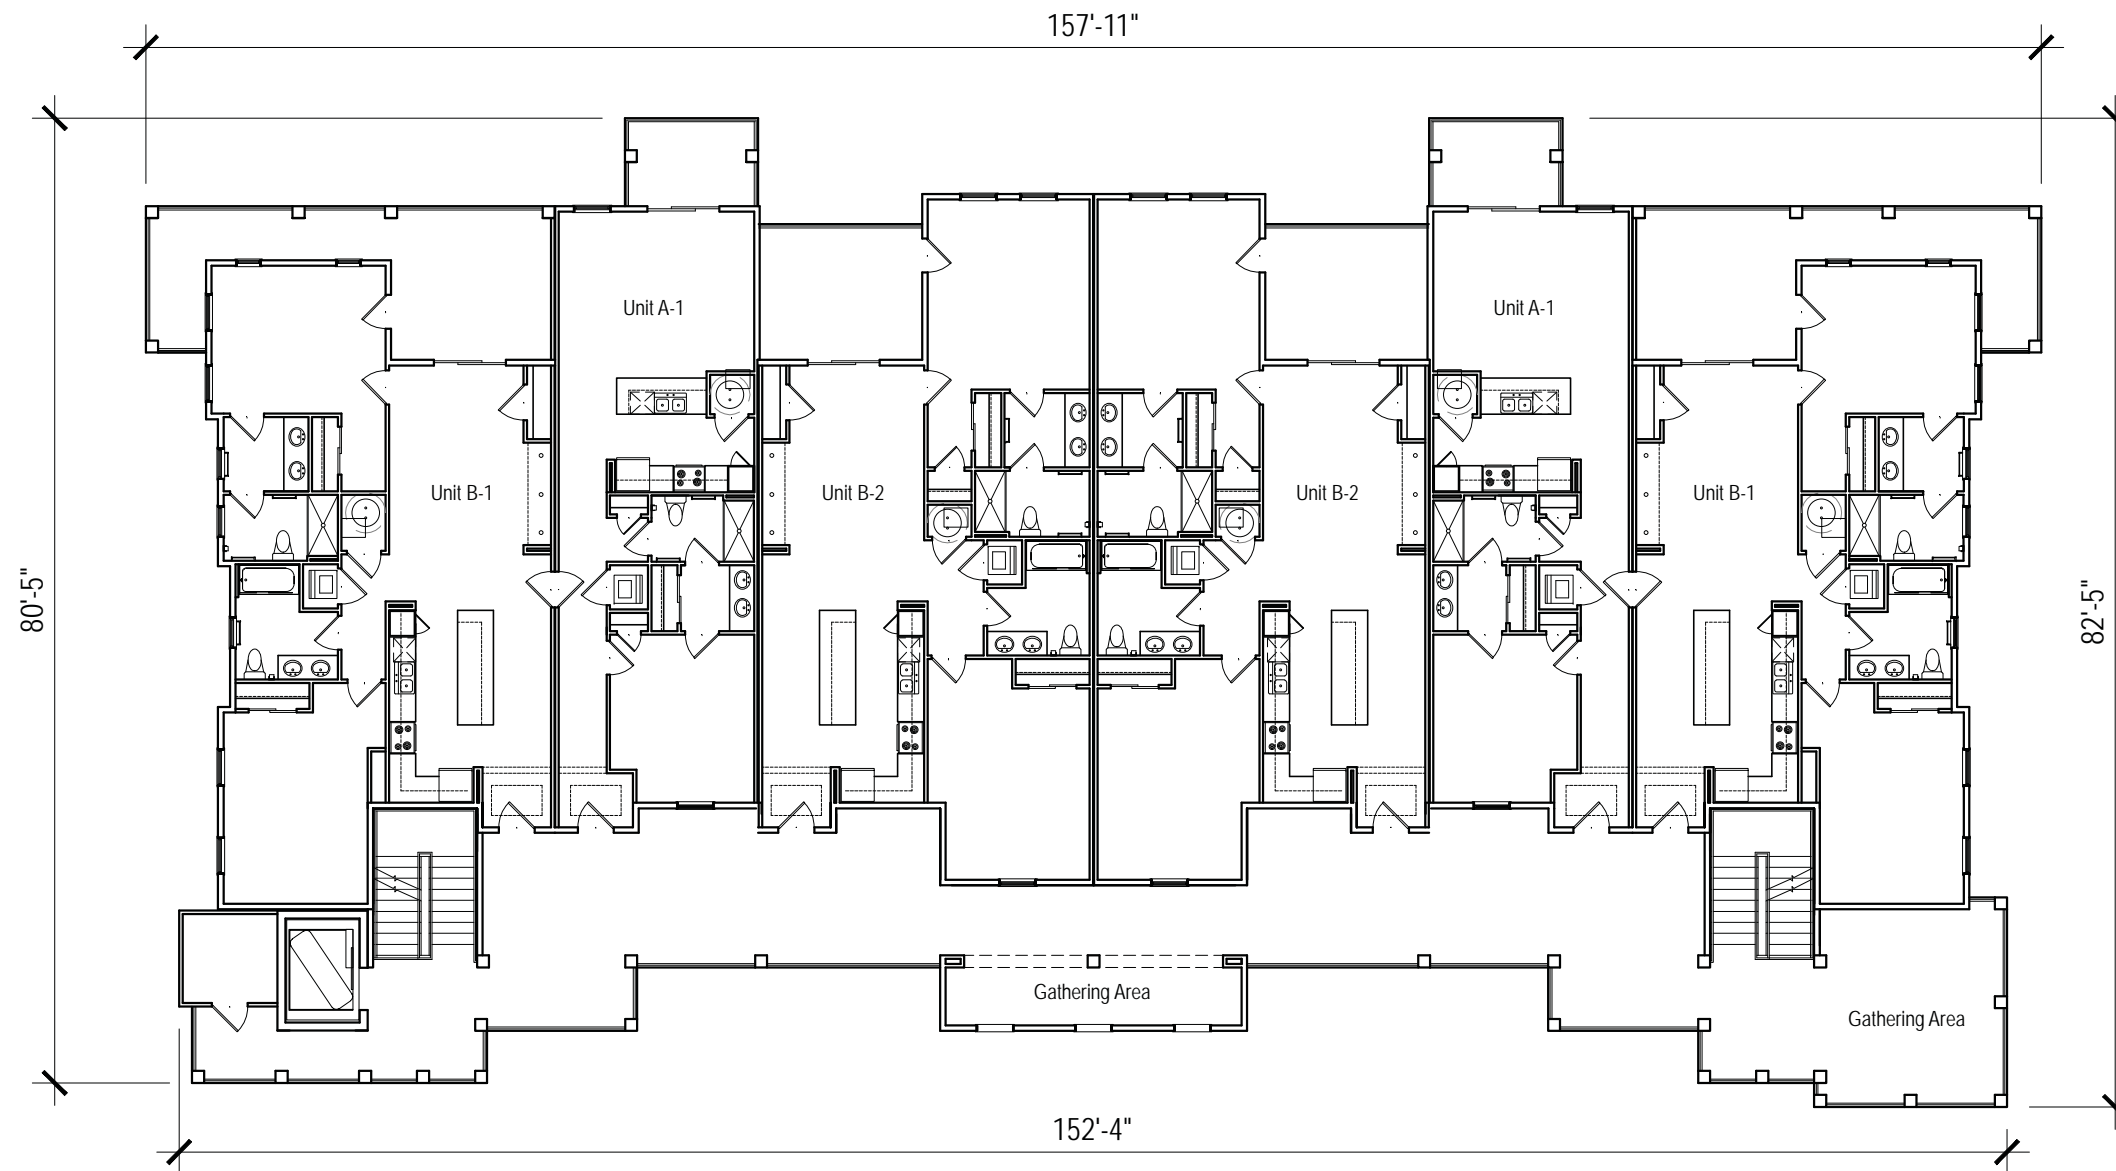 157'-11"
Unit A-1
Unit A-1
Unit B-1
Unit B-2
Unit B-2
Unit B-1
80'-5"
82'-5"
Gathering Area
Gathering Area
152'-4"